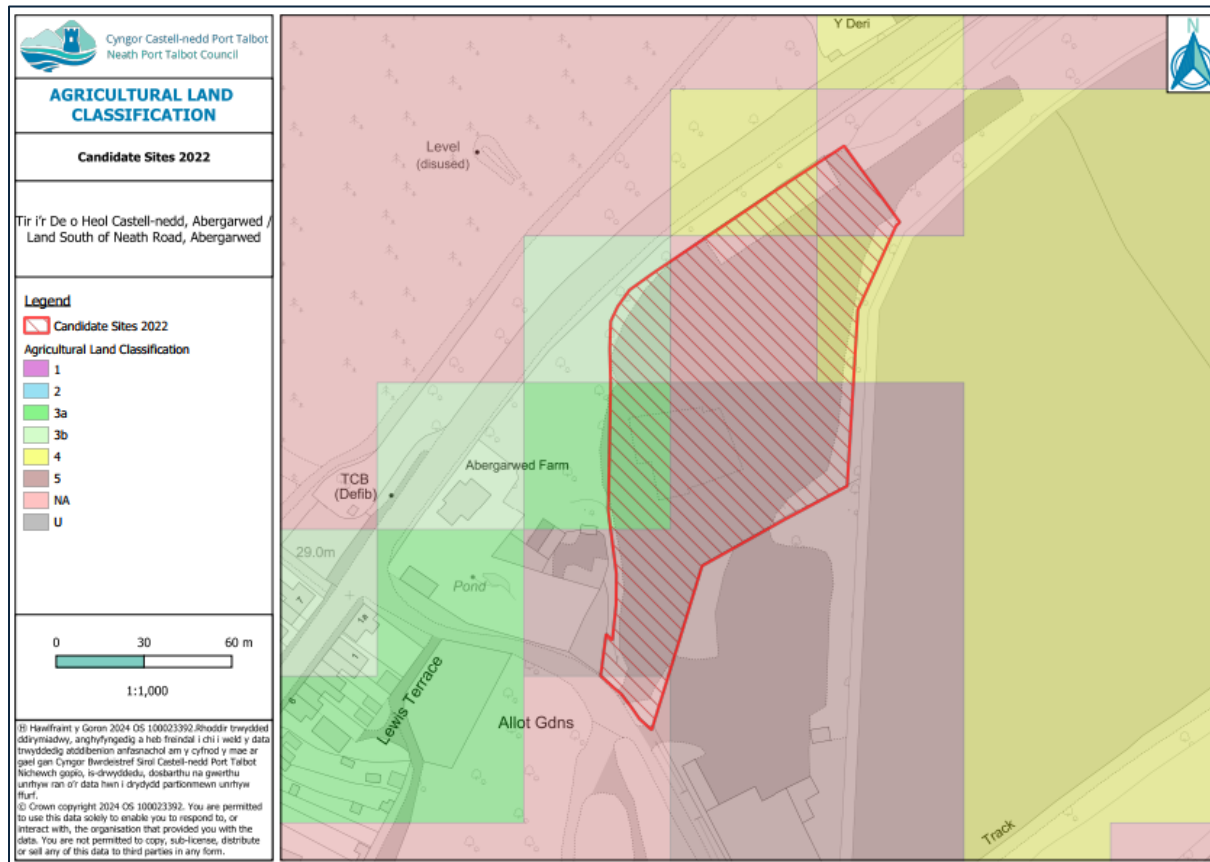 Cyngor Castell-nedd Port Talbot
Neath Port Talbot Council
AGRICULTURAL LAND
CLASSIFICATION
Candidate Sites 2022
Tir i'r De o Heol Castell-nedd, Abergarwed /
Land South of Neath Road, Abergarwed
Legend
Candidate Sites 2022
Agricultural Land Classification
1
2
3a
3b
4
5
NA
U
0 30 60 m
1:1,000
Ⓗ Hawlfraint y Goron 2024 OS 100023392.Rhoddir trwydded
ddirymiadwy, anghyfyngedig a heb freindal i chi i weld y data
trwyddedig atddibenion anfasnachol am y cyfnod y mae ar
gael gan Cyngor Bwrdeistref Sirol Castell-nedd Port Talbot
Nichewch gopïo, is-drwyddedu, dosbarthu na gwerthu
unrhyw ran o'r data hwn i drydydd partionmewn unrhyw
ffurf.
© Crown copyright 2024 OS 100023392. You are permitted
to use this data solely to enable you to respond to, or
interact with, the organisation that provided you with the
data. You are not permitted to copy, sub-license, distribute
or sell any of this data to third parties in any form.
Y Deri
N
Level
(disused)
Abergarwed Farm
TCB
(Defib)
29.0m
Pond
7
1a
1
8
Lewis Terrace
Allot Gdns
Track